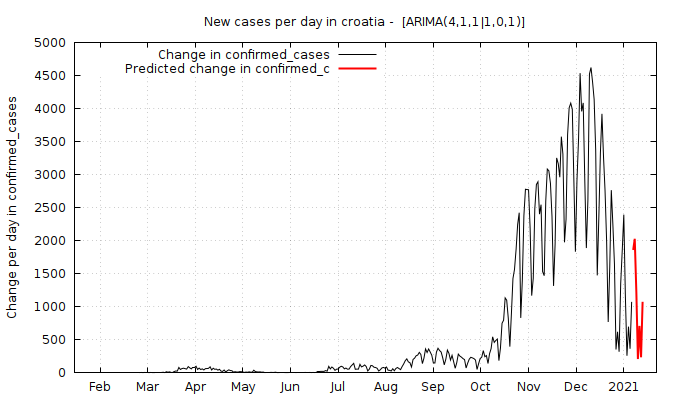 New cases per day in croatia -  [ARIMA(4,1,1|1,0,1)]
Change in confirmed_cases
Predicted change in confirmed_c
Change per day in confirmed_cases
5000
4500
4000
3500
3000
2500
2000
1500
1000
500
0
Feb Mar Apr May Jun Jul Aug Sep Oct Nov Dec 2021